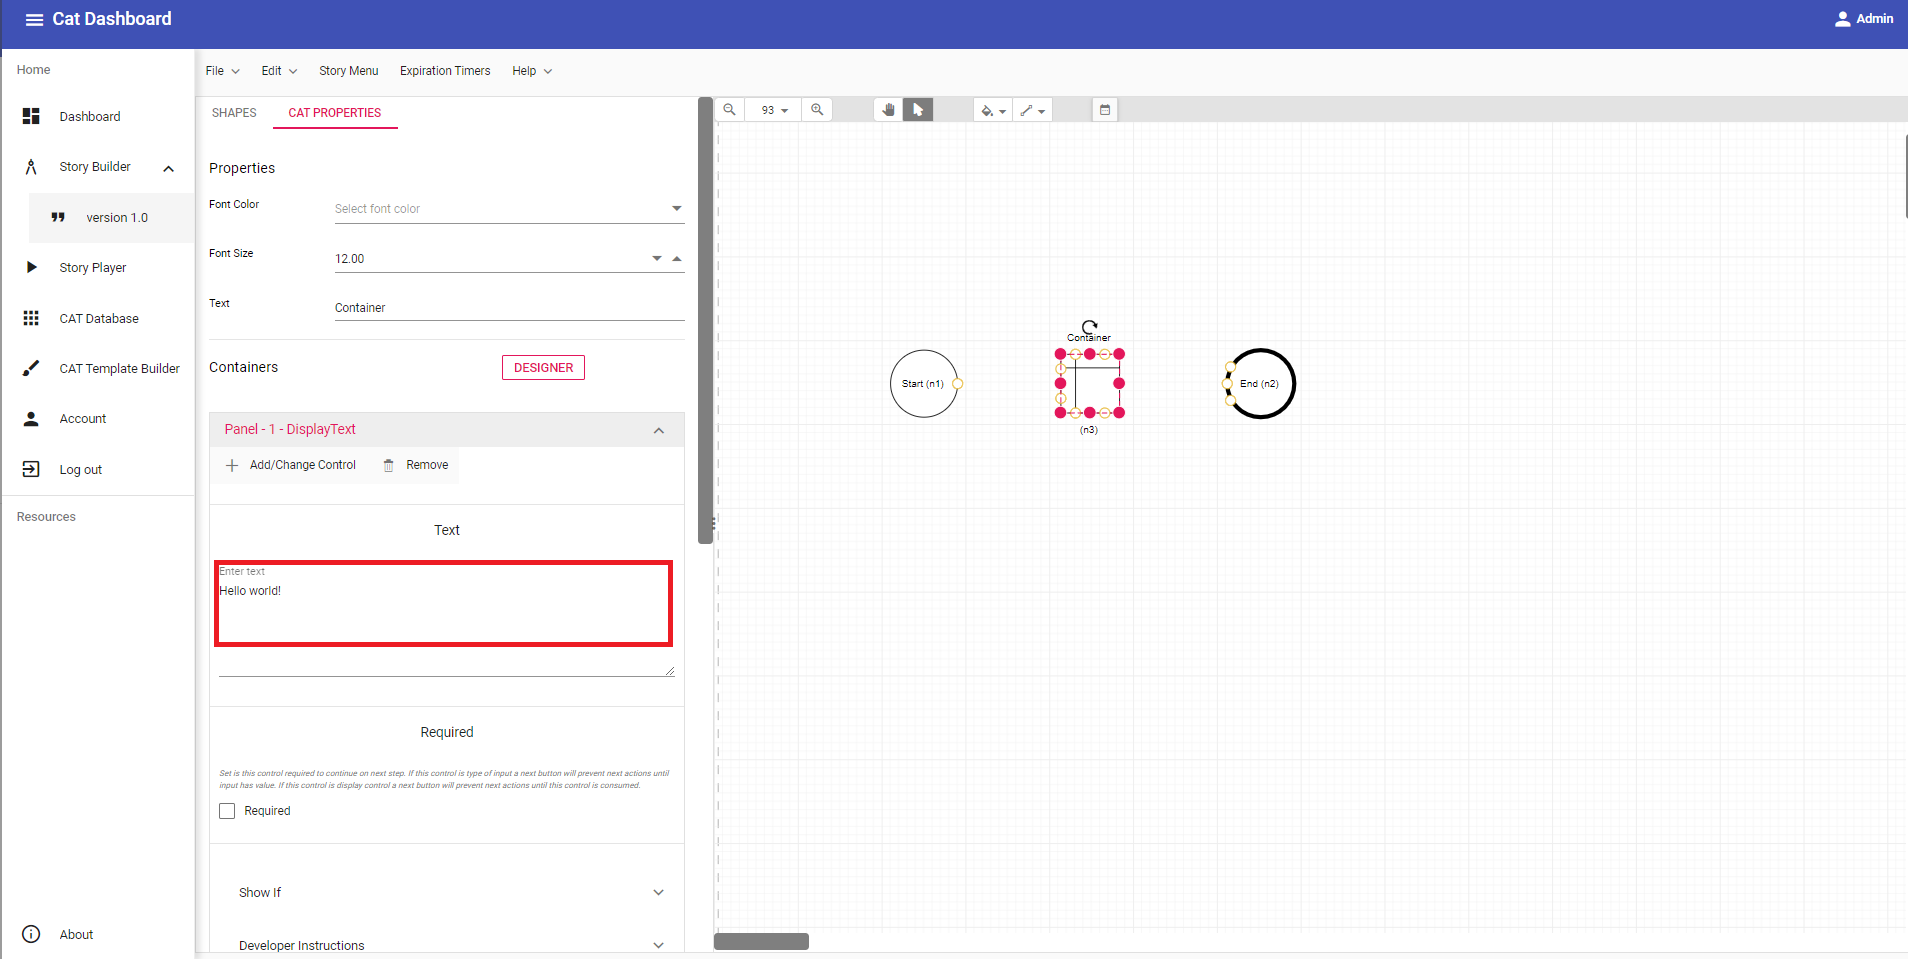 Cat Dashboard
Admin
Home
Dashboard
Story Builder
version 1.0
Story Player
CAT Database
CAT Template Builder
Account
Log out
Resources
About
File Edit Story Menu Expiration Timers Help
SHAPES CAT PROPERTIES
93
Properties
Font Color Select font color
Font Size 12.00
Text Container
Containers DESIGNER
Panel - 1 - DisplayText
Add/Change Control Remove
Text
Enter text
Hello world!
Required
Set is this control required to continue on next step. If this control is type of input a next button will prevent next actions until
input has value. If this control is display control a next button will prevent next actions until this control is consumed.
Required
Show If
Developer Instructions
Container
Start (n1)
End (n2)
(n3)